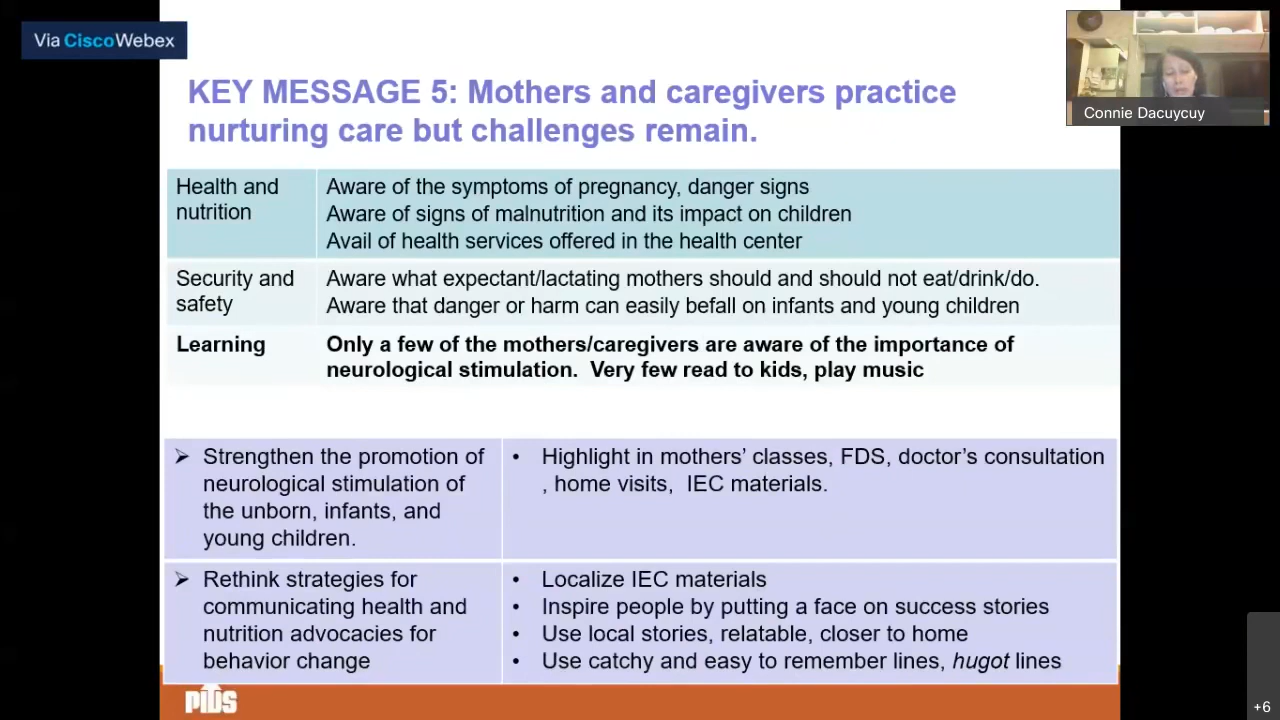 Via CiscoWebex
Connie Dacuycuy
KEY MESSAGE 5: Mothers and caregivers practice
nurturing care but challenges remain.
Health and
nutrition
Aware of the symptoms of pregnancy, danger signs
Aware of signs of malnutrition and its impact on children
Avail of health services offered in the health center
Security and
safety
Aware what expectant/lactating mothers should and should not eat/drink/do.
Aware that danger or harm can easily befall on infants and young children
Learning
Only a few of the mothers/caregivers are aware of the importance of
neurological stimulation. Very few read to kids, play music
➢ Strengthen the promotion of
neurological stimulation of
the unborn, infants, and
young children.
• Highlight in mothers’ classes, FDS, doctor’s consultation
, home visits, IEC materials.
➢ Rethink strategies for
communicating health and
nutrition advocacies for
behavior change
• Localize IEC materials
• Inspire people by putting a face on success stories
• Use local stories, relatable, closer to home
• Use catchy and easy to remember lines, hugot lines
PIDS
+6